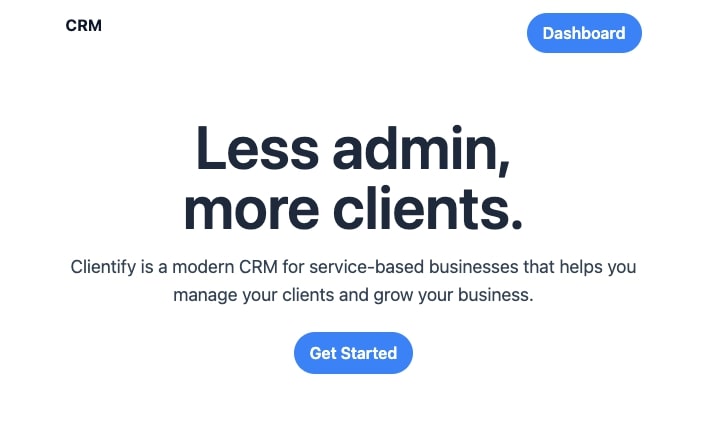 CRM
Dashboard
Less admin,
more clients.
Clientify is a modern CRM for service-based businesses that helps you
manage your clients and grow your business.
Get Started